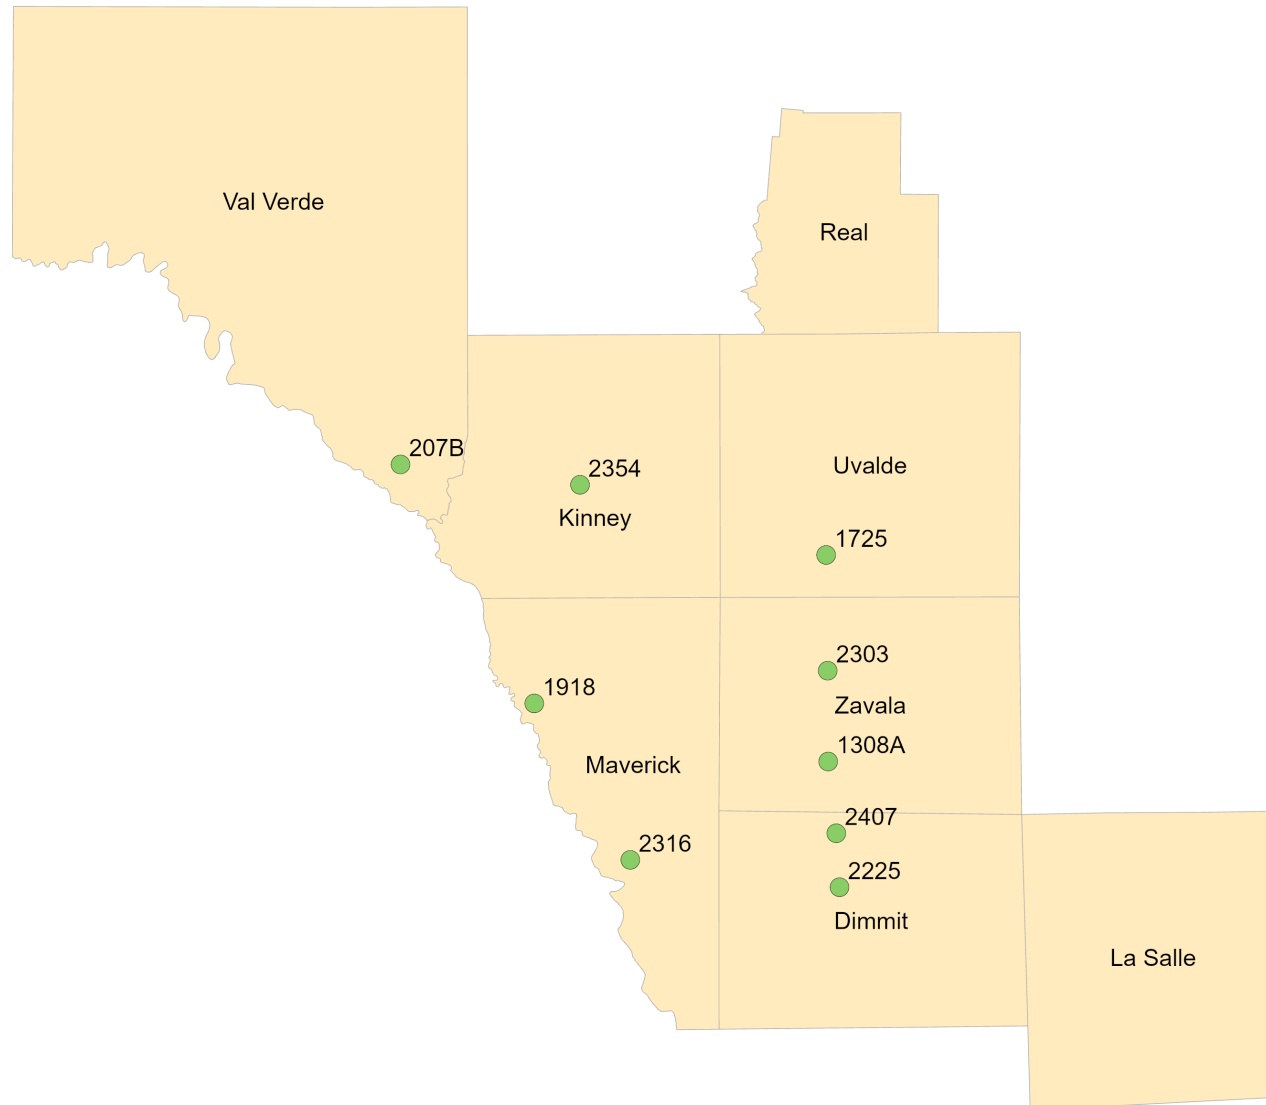 Val Verde
Real
207B
2354
Uvalde
Kinney
1725
2303
1918
Zavala
1308A
Maverick
2407
2316
2225
Dimmit
La Salle